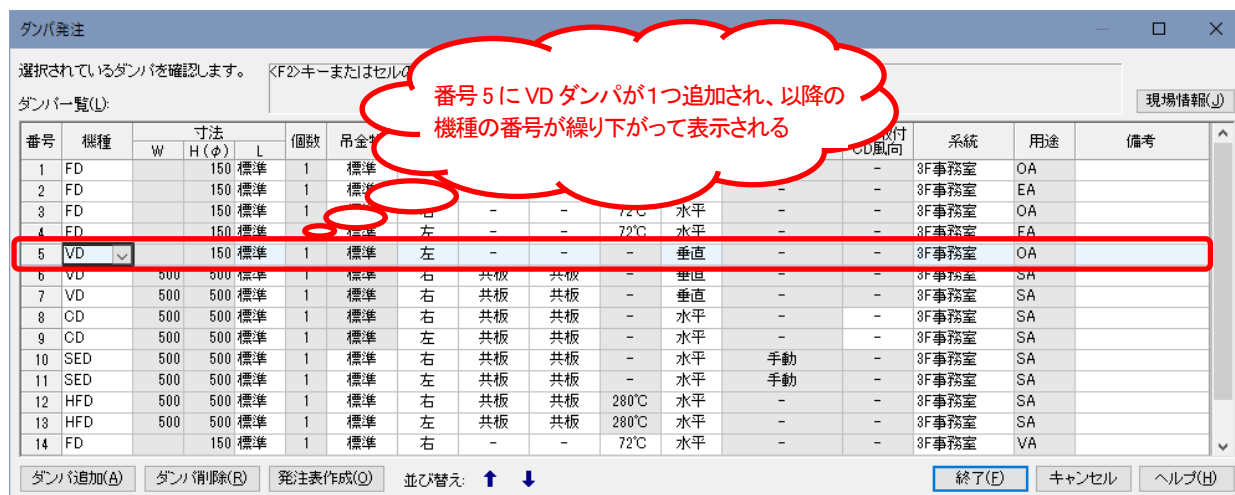 ダンパ発注
選択されているダンパを確認します。 <F2>キーまたはセルの
ダンパ一覧(L): 現場情報(J)
番号5にVDダンパが1つ追加され、以降の
機種の番号が繰り下がって表示される
番号 機種 寸法 個数 吊金 系統 用途 備考
W H(φ) L CD風向
1 FD 150 標準 1 標準 - 3F事務室 OA
2 FD 150 標準 1 標準 - - 3F事務室 EA
3 FD 150 標準 1 標準 右 - - 72℃ 水平 - - 3F事務室 OA
4 FD 150 標準 1 標準 左 - - 72℃ 水平 - - 3F事務室 EA
5 VD 150 標準 1 標準 左 - - - 垂直 - - 3F事務室 OA
6 VD 500 500 標準 1 標準 右 共板 共板 - 垂直 - - 3F事務室 SA
7 VD 500 500 標準 1 標準 右 共板 共板 - 垂直 - - 3F事務室 SA
8 CD 500 500 標準 1 標準 右 共板 共板 - 水平 - - 3F事務室 SA
9 CD 500 500 標準 1 標準 左 共板 共板 - 水平 - - 3F事務室 SA
10 SED 500 500 標準 1 標準 右 共板 共板 - 水平 手動 - 3F事務室 SA
11 SED 500 500 標準 1 標準 左 共板 共板 - 水平 手動 - 3F事務室 SA
12 HFD 500 500 標準 1 標準 右 共板 共板 280℃ 水平 - - 3F事務室 SA
13 HFD 500 500 標準 1 標準 左 共板 共板 280℃ 水平 - - 3F事務室 SA
14 FD 150 標準 1 標準 右 - - 72℃ 水平 - - 3F事務室 VA
ダンパ追加(A) ダンパ削除(R) 発注表作成(O) 並び替え: ↑ ↓ 終了(F) キャンセル ヘルプ(H)